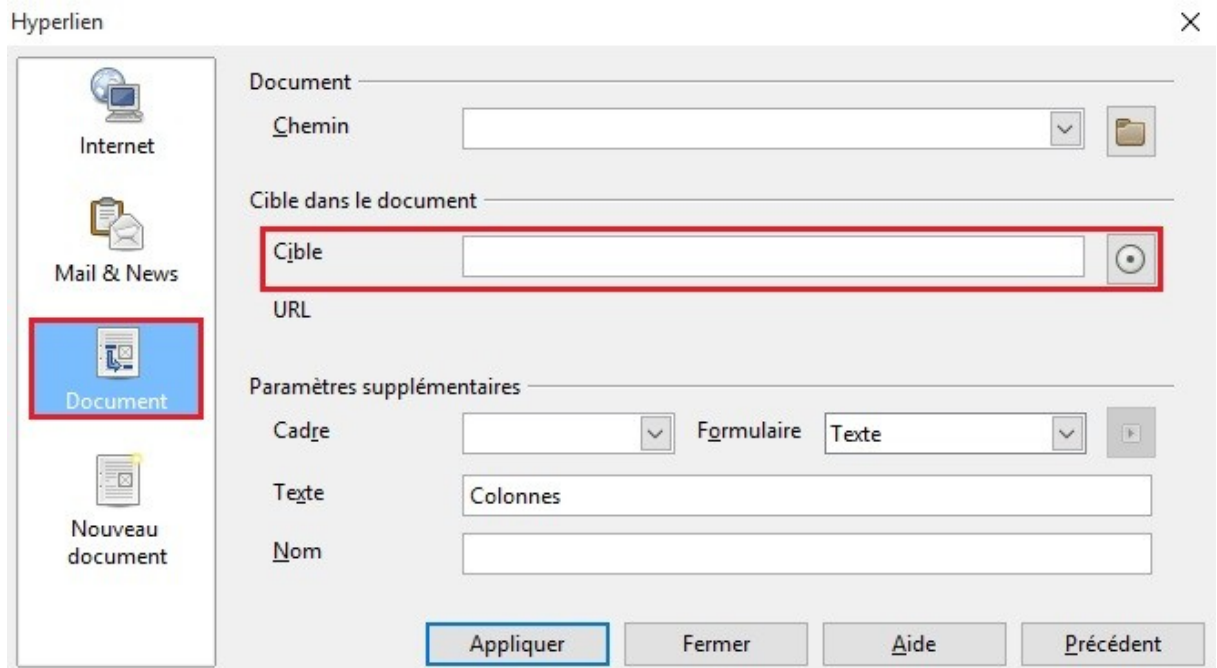 Hyperlien
Internet
Mail & News
Document
Nouveau
document
Document
Chemin
Cible dans le document
Cible
URL
Paramètres supplémentaires
Cadre
Formulaire
Texte
Texte
Colonnes
Nom
Appliquer
Fermer
Aide
Précédent